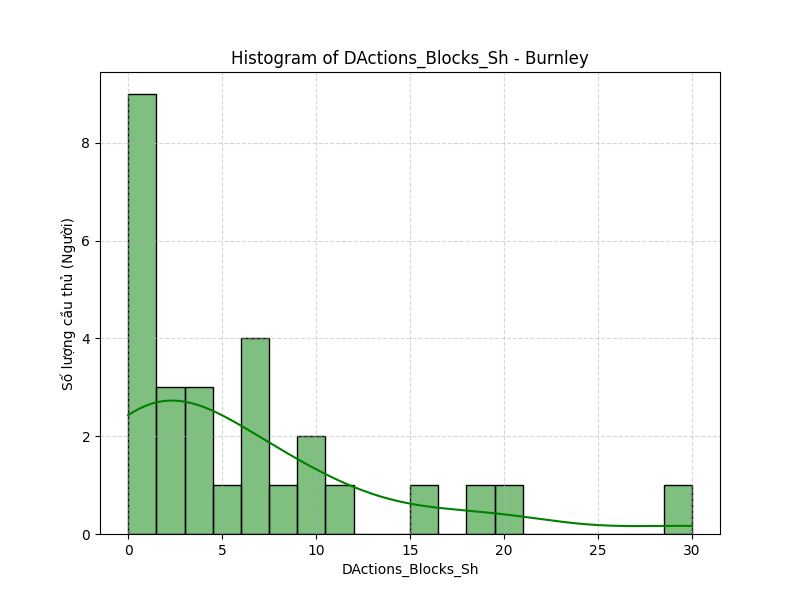 Histogram of DActions_Blocks_Sh - Burnley
Số lượng cầu thủ (Người)
8
6
4
2
0
0 5 10 15 20 25 30
DActions_Blocks_Sh